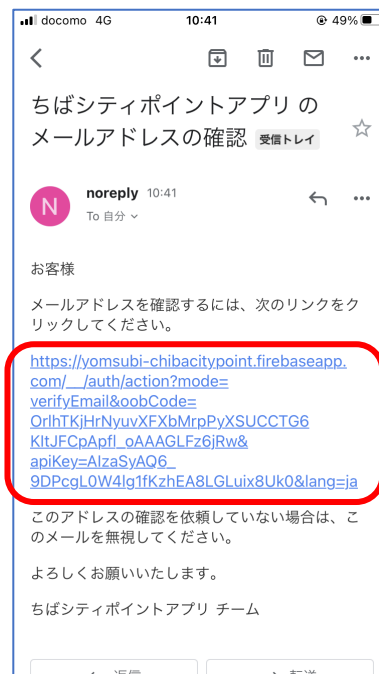 docomo 4G 10:41 49%
ちばシティポイントアプリ の
メールアドレスの確認 受信トレイ
N noreply 10:41
To 自分
お客様
メールアドレスを確認するには、次のリンクをク
リックしてください。
https://yomsubi-chibacitypoint.firebaseapp.
com/__/auth/action?mode=
verifyEmail&oobCode=
OrlhTKjHrNyuvXFXbMrpPyXSUCCTG6
KItJFCpApfI_oAAAGLFz6jRw&
apiKey=AIzaSyAQ6_
9DPcgL0W4lg1fKzhEA8LGLuix8Uk0&lang=ja
このアドレスの確認を依頼していない場合は、こ
のメールを無視してください。
よろしくお願いいたします。
ちばシティポイントアプリ チーム